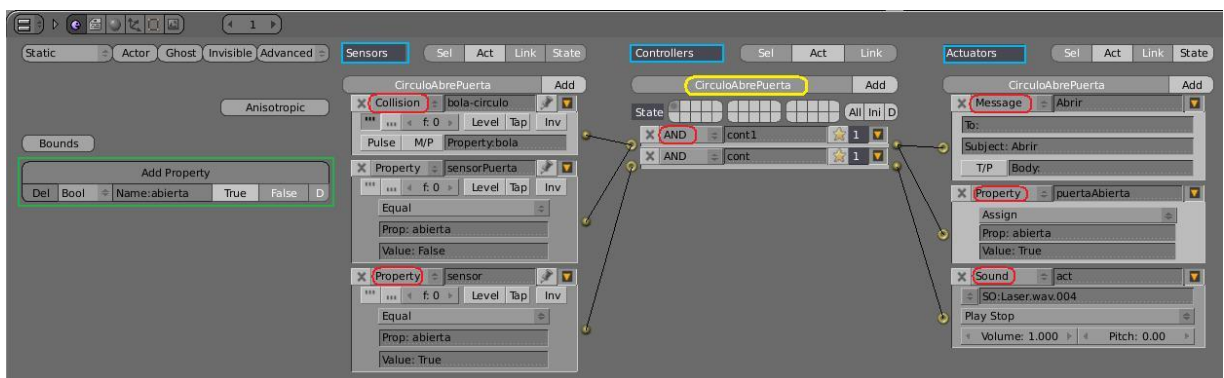 1
Static Actor Ghost Invisible Advanced
Sensors Sel Act Link State
Controllers Sel Act Link
Actuators Sel Act Link State
Anisotropic
Bounds
Add Property
Del Bool Name:abierta True False D
CirculoAbrePuerta Add
X Collision bola-circulo
f: 0 Level Tap Inv
Pulse M/P Property:bola
X Property sensorPuerta
f: 0 Level Tap Inv
Equal
Prop: abierta
Value: False
X Property sensor
f: 0 Level Tap Inv
Equal
Prop: abierta
Value: True
CirculoAbrePuerta Add
State All Ini D
X AND cont1 1
X AND cont 1
CirculoAbrePuerta Add
X Message Abrir
To:
Subject: Abrir
T/P Body:
X Property puertaAbierta
Assign
Prop: abierta
Value: True
X Sound act
SO:Laser.wav.004
Play Stop
Volume: 1.000 Pitch: 0.00